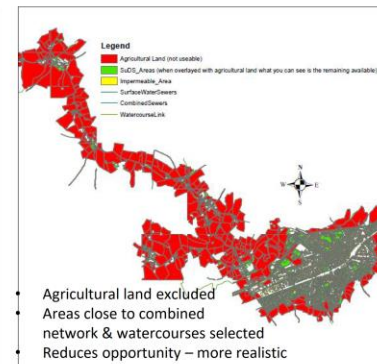 Legend
Agricultural Land (not useable)
SuDS_Areas (when overlayed with agricultural land what you can see is the remaining available)
Impermeable_Area
SurfaceWaterSewers
CombinedSewers
WatercourseLink
N
W E
S
• Agricultural land excluded
• Areas close to combined
network & watercourses selected
• Reduces opportunity – more realistic